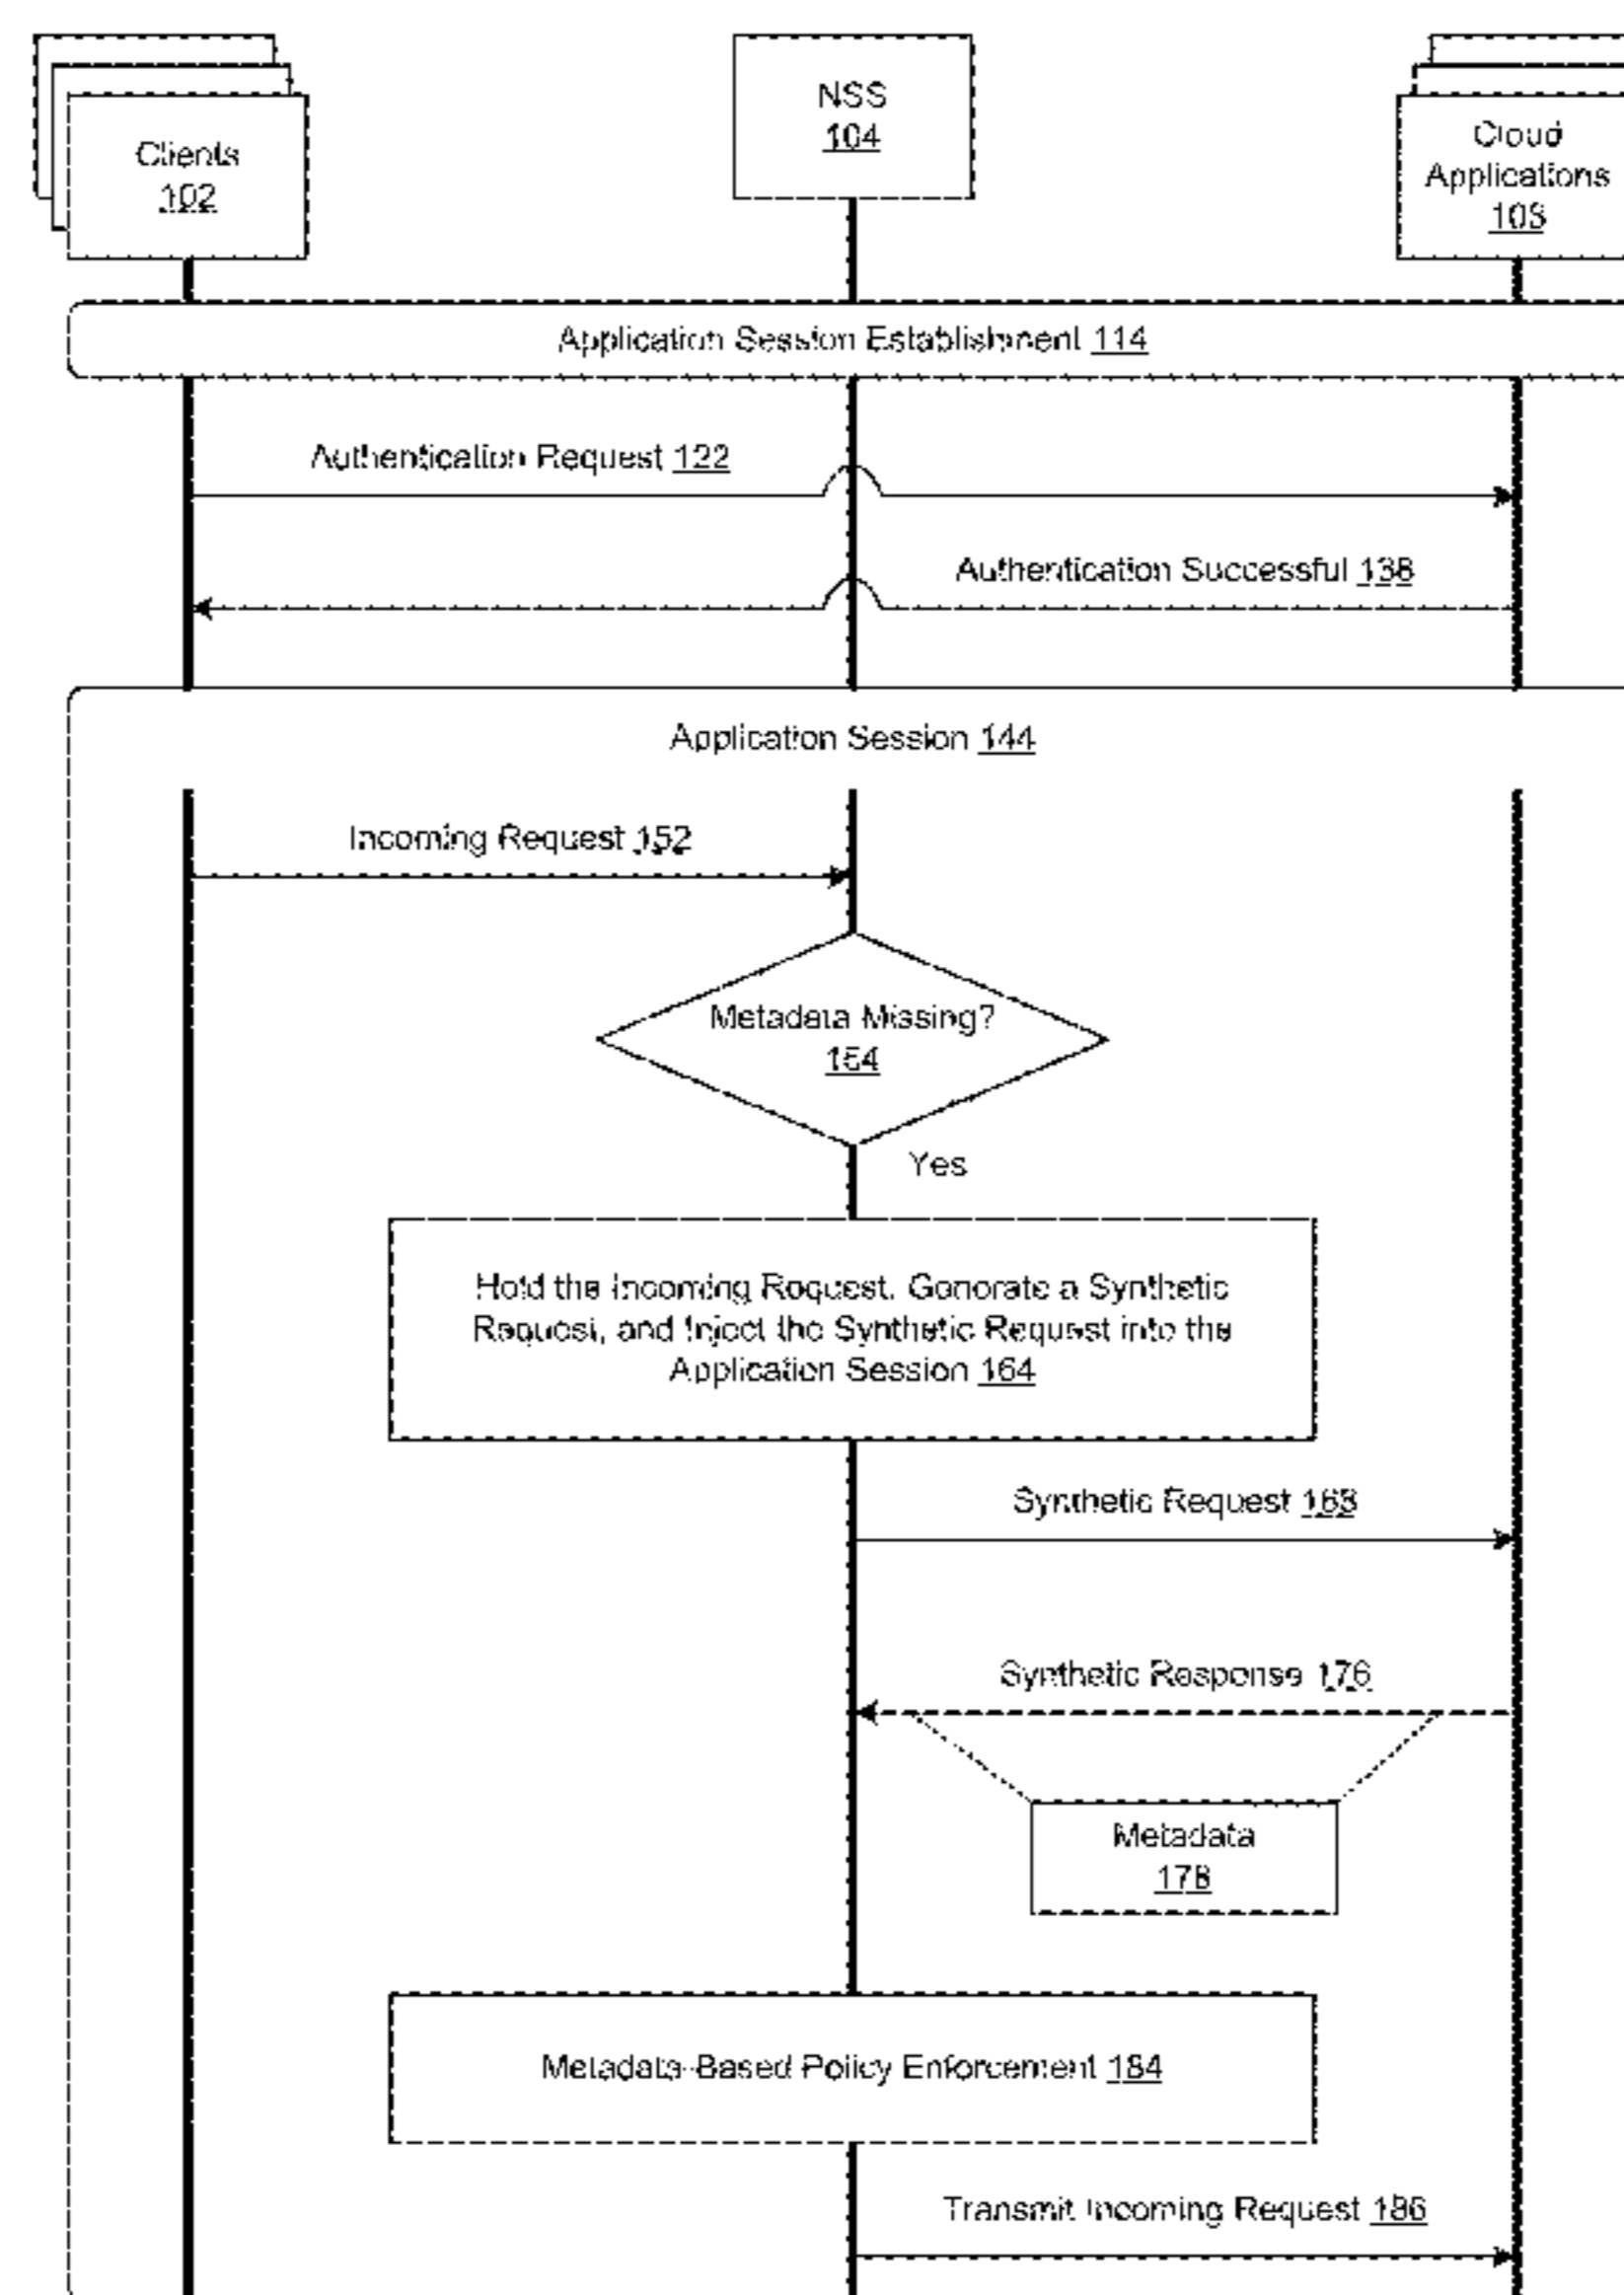 Clients
102
NSS
104
Cloud
Applications
108
Application Session Establishment 114
Authentication Request 122
Authentication Successful 138
Application Session 144
Incoming Request 152
Metadata Missing?
154
Yes
Hold the Incoming Request, Generate a Synthetic
Request, and Inject the Synthetic Request into the
Application Session 164
Synthetic Request 168
Synthetic Response 176
Metadata
178
Metadata-Based Policy Enforcement 184
Transmit Incoming Request 186